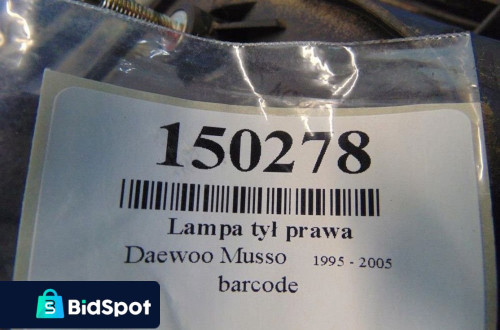 150278
Lampa tył prawa
Daewoo Musso 1995 - 2005
barcode
BidSpot